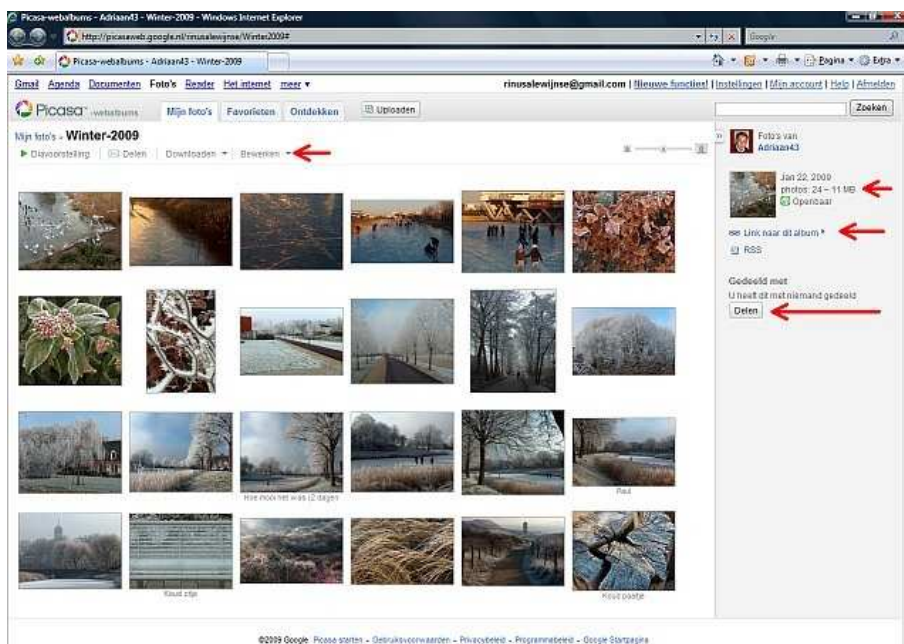 Picasa-webalbums - Adriaan43 - Winter-2009 - Windows Internet Explorer
http://picasaweb.google.nl/rinusalewijnse/Winter2009#
Google
Picasa-webalbums - Adriaan43 - Winter-2009
Pagina
Extra
Gmail Agenda Documenten Foto's Reader Het internet meer ▼
rinusalewijnse@gmail.com | Nieuwe functies! | Instellingen | Mijn account | Help | Afmelden
Picasa™ -webalbums
Mijn foto's
Favorieten
Ontdekken
Uploaden
Zoeken
Mijn foto's » Winter-2009
Diavoorstelling
Delen
Downloaden
Bewerken
Foto's van
Adriaan43
Jan 22, 2009
photos: 24 – 11 MB
Openbaar
Link naar dit album
RSS
Gedeeld met
U heeft dit met niemand gedeeld
Delen
Hoe mooi het was (2 dagen
Paul
Koud zitje
Koud paaltje
©2009 Google Picasa starten - Gebruiksvoorwaarden - Privacybeleid - Programmabeleid - Google Startpagina